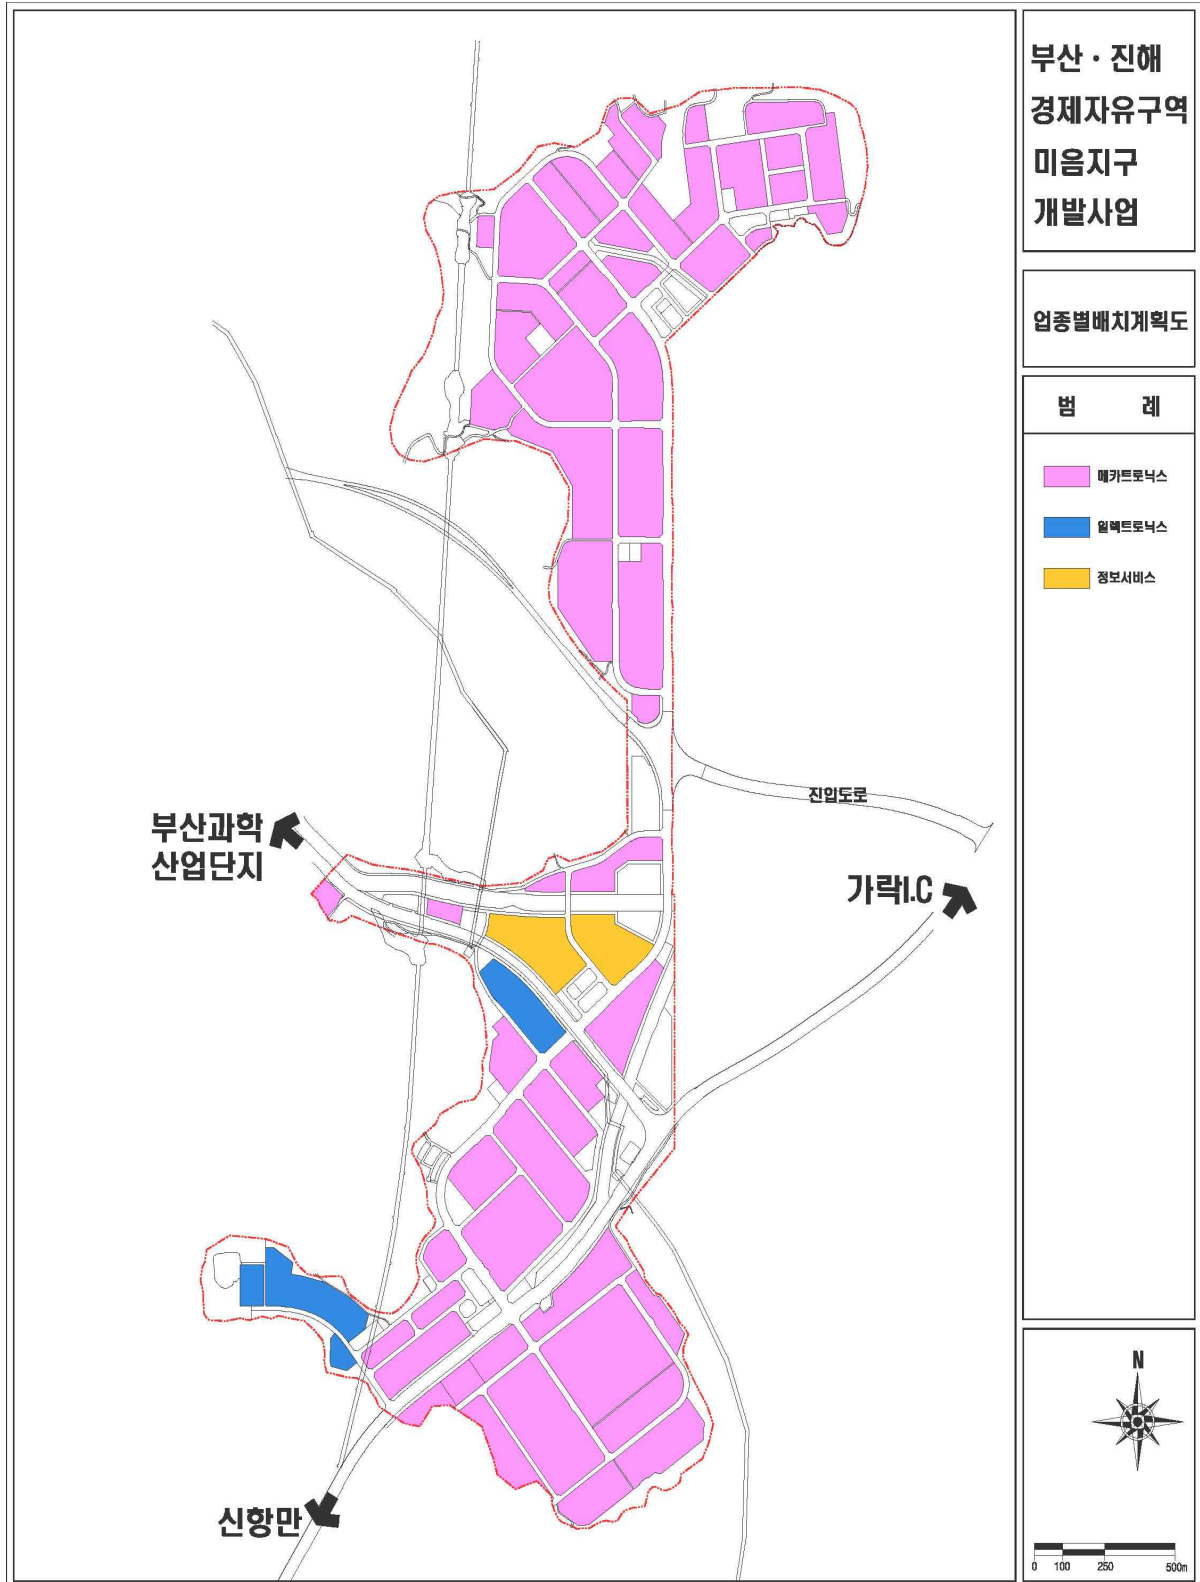 부산 · 진해
경제자유구역
미음지구
개발사업
업종별배치계획도
범 례
메카트로닉스
일렉트로닉스
정보서비스
진입도로
부산과학
산업단지
가락I.C
신항만
N
0 100 250 500m